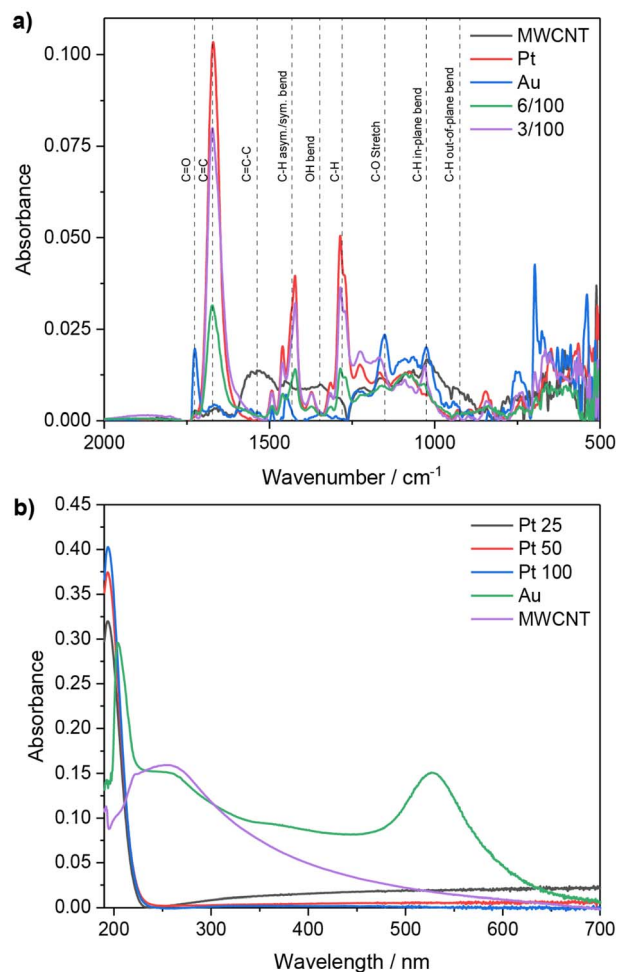 a)
MWCNT
Pt
Au
6/100
3/100
C=O
C=C
C=C-C
C-H asym./sym. bend
OH bend
C-H
C-O Stretch
C-H in-plane bend
C-H out-of-plane bend
0.100
0.075
0.050
0.025
0.000
Absorbance
2000
1500
1000
500
Wavenumber / cm⁻¹
b)
Pt 25
Pt 50
Pt 100
Au
MWCNT
0.45
0.40
0.35
0.30
0.25
0.20
0.15
0.10
0.05
0.00
Absorbance
200
300
400
500
600
700
Wavelength / nm